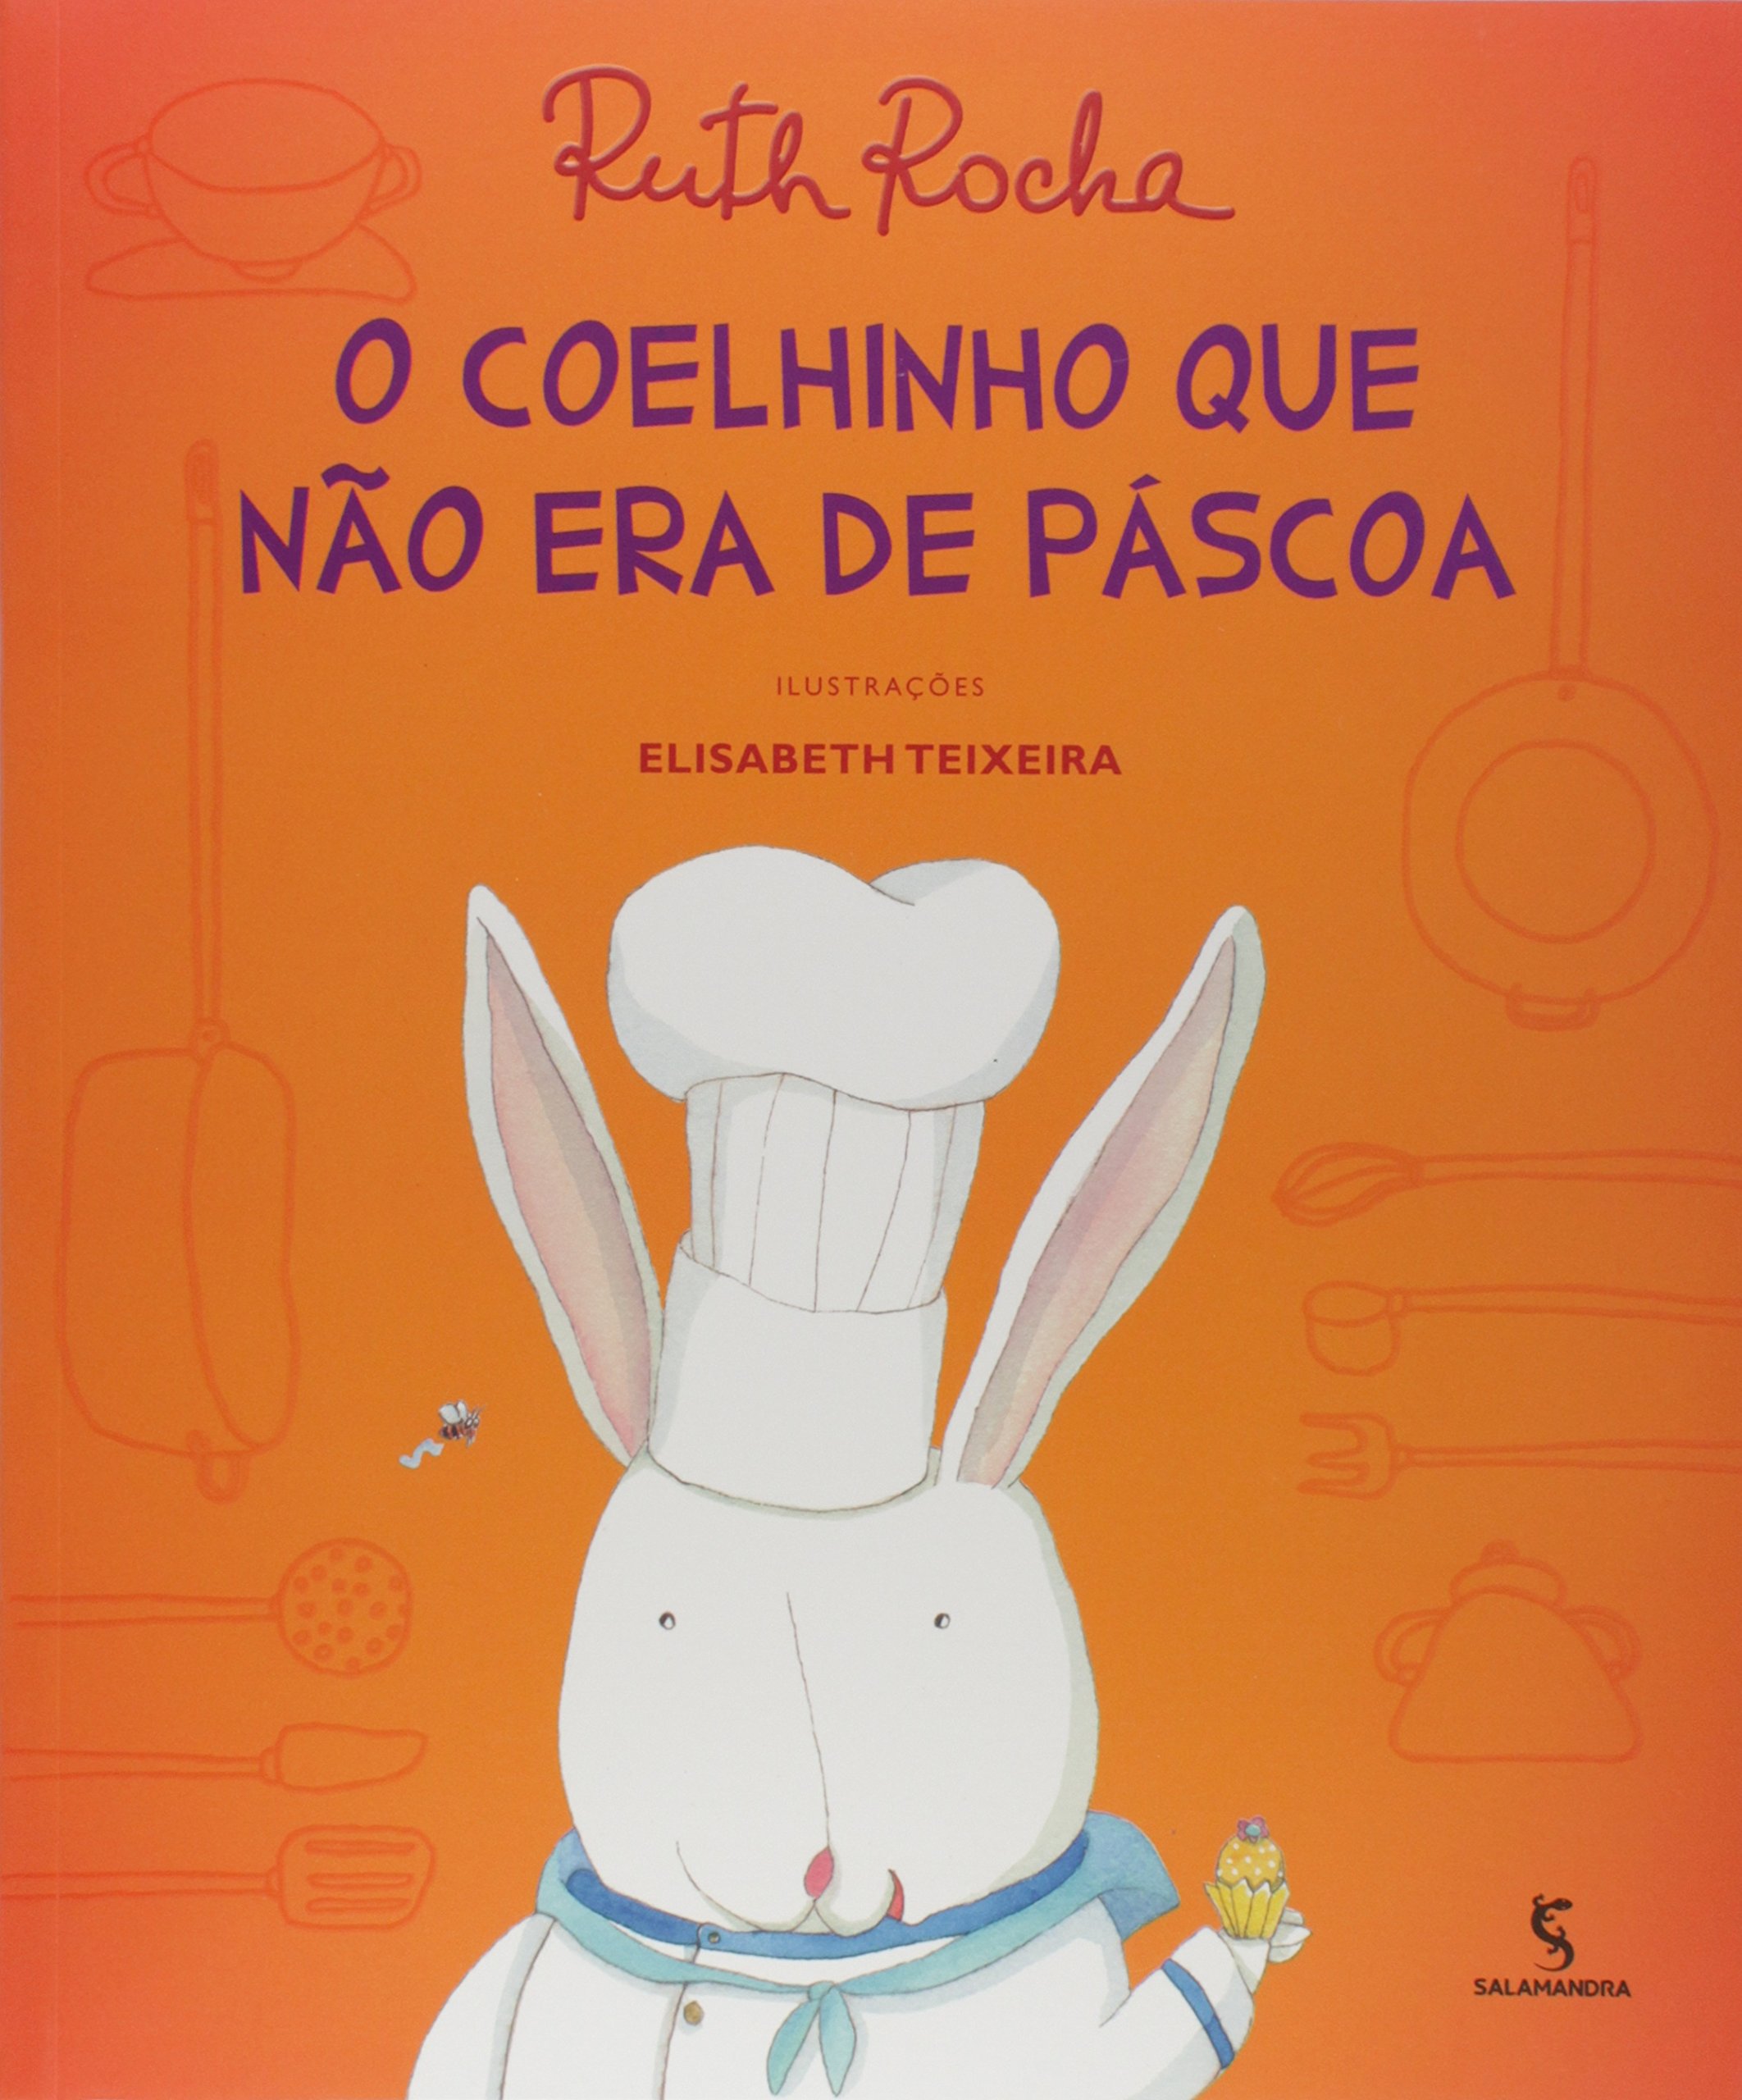 Ruth Rocha
O COELHINHO QUE
NÃO ERA DE PÁSCOA
ILUSTRAÇÕES
ELISABETH TEIXEIRA
SALAMANDRA